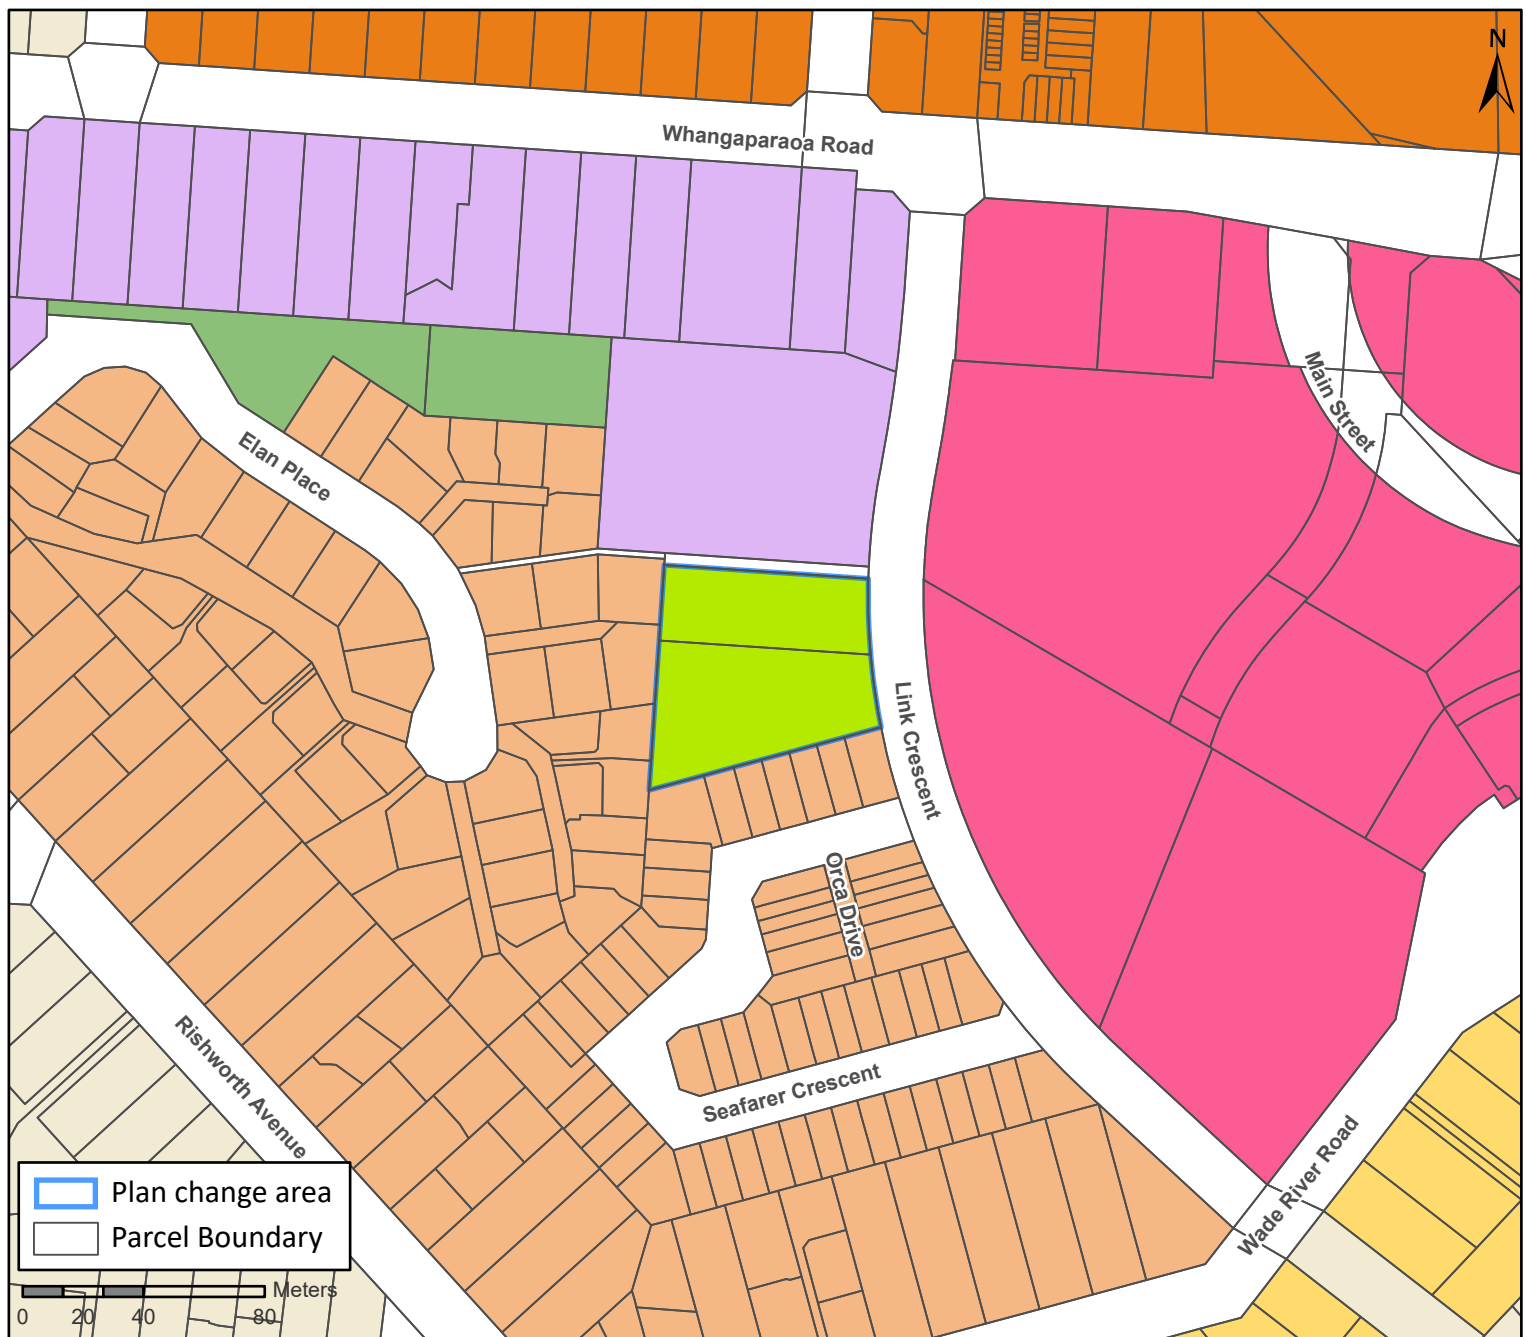 N
Whangaparaoa Road
Main Street
Elan Place
Link Crescent
Orca Drive
Seafarer Crescent
Rishworth Avenue
Wade River Road
Plan change area
Parcel Boundary
Meters
0 20 40 80